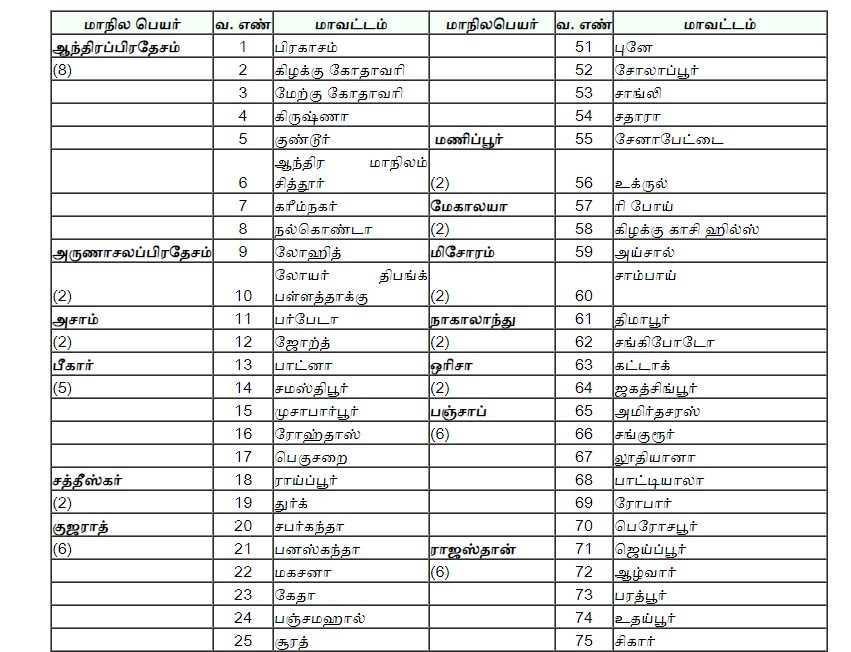 மாநில பெயர் வ. எண் மாவட்டம் மாநிலபெயர் வ. எண் மாவட்டம்
ஆந்திரப்பிரதேசம் 1 பிரகாசம் 51 புனே
(8) 2 கிழக்கு கோதாவரி 52 சோலாப்பூர்
3 மேற்கு கோதாவரி 53 சாங்லி
4 கிருஷ்ணா 54 சதாரா
5 குண்டூர் மணிப்பூர் 55 சேனாபேட்டை
ஆந்திர மாநிலம்
6 சித்தூர் (2) 56 உக்ருல்
7 கரீம்நகர் மேகாலயா 57 ரி போய்
8 நல்கொண்டா (2) 58 கிழக்கு காசி ஹில்ஸ்
அருணாசலப்பிரதேசம் 9 லோஹித் மிசோரம் 59 அய்சால்
லோயர் திபங்க் சாம்பாய்
(2) 10 பள்ளத்தாக்கு (2) 60
அசாம் 11 பர்பேடா நாகாலாந்து 61 திமாபூர்
(2) 12 ஜோர்த் (2) 62 சங்கிபோடோ
பீகார் 13 பாட்னா ஒரிசா 63 கட்டாக்
(5) 14 சமஸ்திபூர் (2) 64 ஜகத்சிங்பூர்
15 முசாபார்பூர் பஞ்சாப் 65 அமிர்தசரஸ்
16 ரோஹ்தாஸ் (6) 66 சங்குரூர்
17 பெகுசறை 67 லூதியானா
சத்தீஸ்கர் 18 ராய்ப்பூர் 68 பாட்டியாலா
(2) 19 துர்க் 69 ரோபார்
குஜராத் 20 சபர்கந்தா 70 பெரோசபூர்
(6) 21 பனஸ்கந்தா ராஜஸ்தான் 71 ஜெய்ப்பூர்
22 மகசனா (6) 72 ஆழ்வார்
23 கேதா 73 பரத்பூர்
24 பஞ்சமஹால் 74 உதய்பூர்
25 சூரத் 75 சிகார்